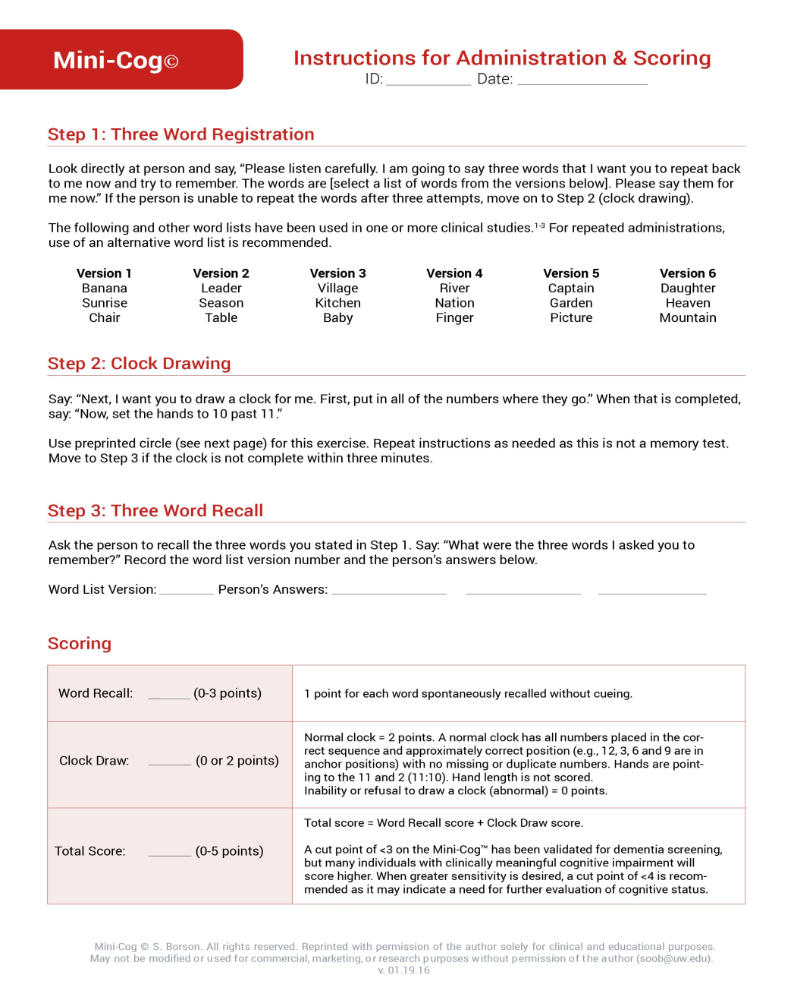 Mini-Cog©
Instructions for Administration & Scoring
ID: ____________ Date: ____________________
Step 1: Three Word Registration
Look directly at person and say, “Please listen carefully. I am going to say three words that I want you to repeat back
to me now and try to remember. The words are [select a list of words from the versions below]. Please say them for
me now.” If the person is unable to repeat the words after three attempts, move on to Step 2 (clock drawing).
The following and other word lists have been used in one or more clinical studies.1-3 For repeated administrations,
use of an alternative word list is recommended.
Version 1 Version 2 Version 3 Version 4 Version 5 Version 6
Banana Leader Village River Captain Daughter
Sunrise Season Kitchen Nation Garden Heaven
Chair Table Baby Finger Picture Mountain
Step 2: Clock Drawing
Say: “Next, I want you to draw a clock for me. First, put in all of the numbers where they go.” When that is completed,
say: “Now, set the hands to 10 past 11.”
Use preprinted circle (see next page) for this exercise. Repeat instructions as needed as this is not a memory test.
Move to Step 3 if the clock is not complete within three minutes.
Step 3: Three Word Recall
Ask the person to recall the three words you stated in Step 1. Say: “What were the three words I asked you to
remember?” Record the word list version number and the person’s answers below.
Word List Version: ________ Person’s Answers: _________________ _________________ ________________
Scoring
Word Recall: ______ (0-3 points)
1 point for each word spontaneously recalled without cueing.
Clock Draw: ______ (0 or 2 points)
Normal clock = 2 points. A normal clock has all numbers placed in the cor-
rect sequence and approximately correct position (e.g., 12, 3, 6 and 9 are in
anchor positions) with no missing or duplicate numbers. Hands are point-
ing to the 11 and 2 (11:10). Hand length is not scored.
Inability or refusal to draw a clock (abnormal) = 0 points.
Total Score: ______ (0-5 points)
Total score = Word Recall score + Clock Draw score.
A cut point of <3 on the Mini-Cog™ has been validated for dementia screening,
but many individuals with clinically meaningful cognitive impairment will
score higher. When greater sensitivity is desired, a cut point of <4 is recom-
mended as it may indicate a need for further evaluation of cognitive status.
Mini-Cog © S. Borson. All rights reserved. Reprinted with permission of the author solely for clinical and educational purposes.
May not be modified or used for commercial, marketing, or research purposes without permission of the author (soob@uw.edu).
v. 01.19.16